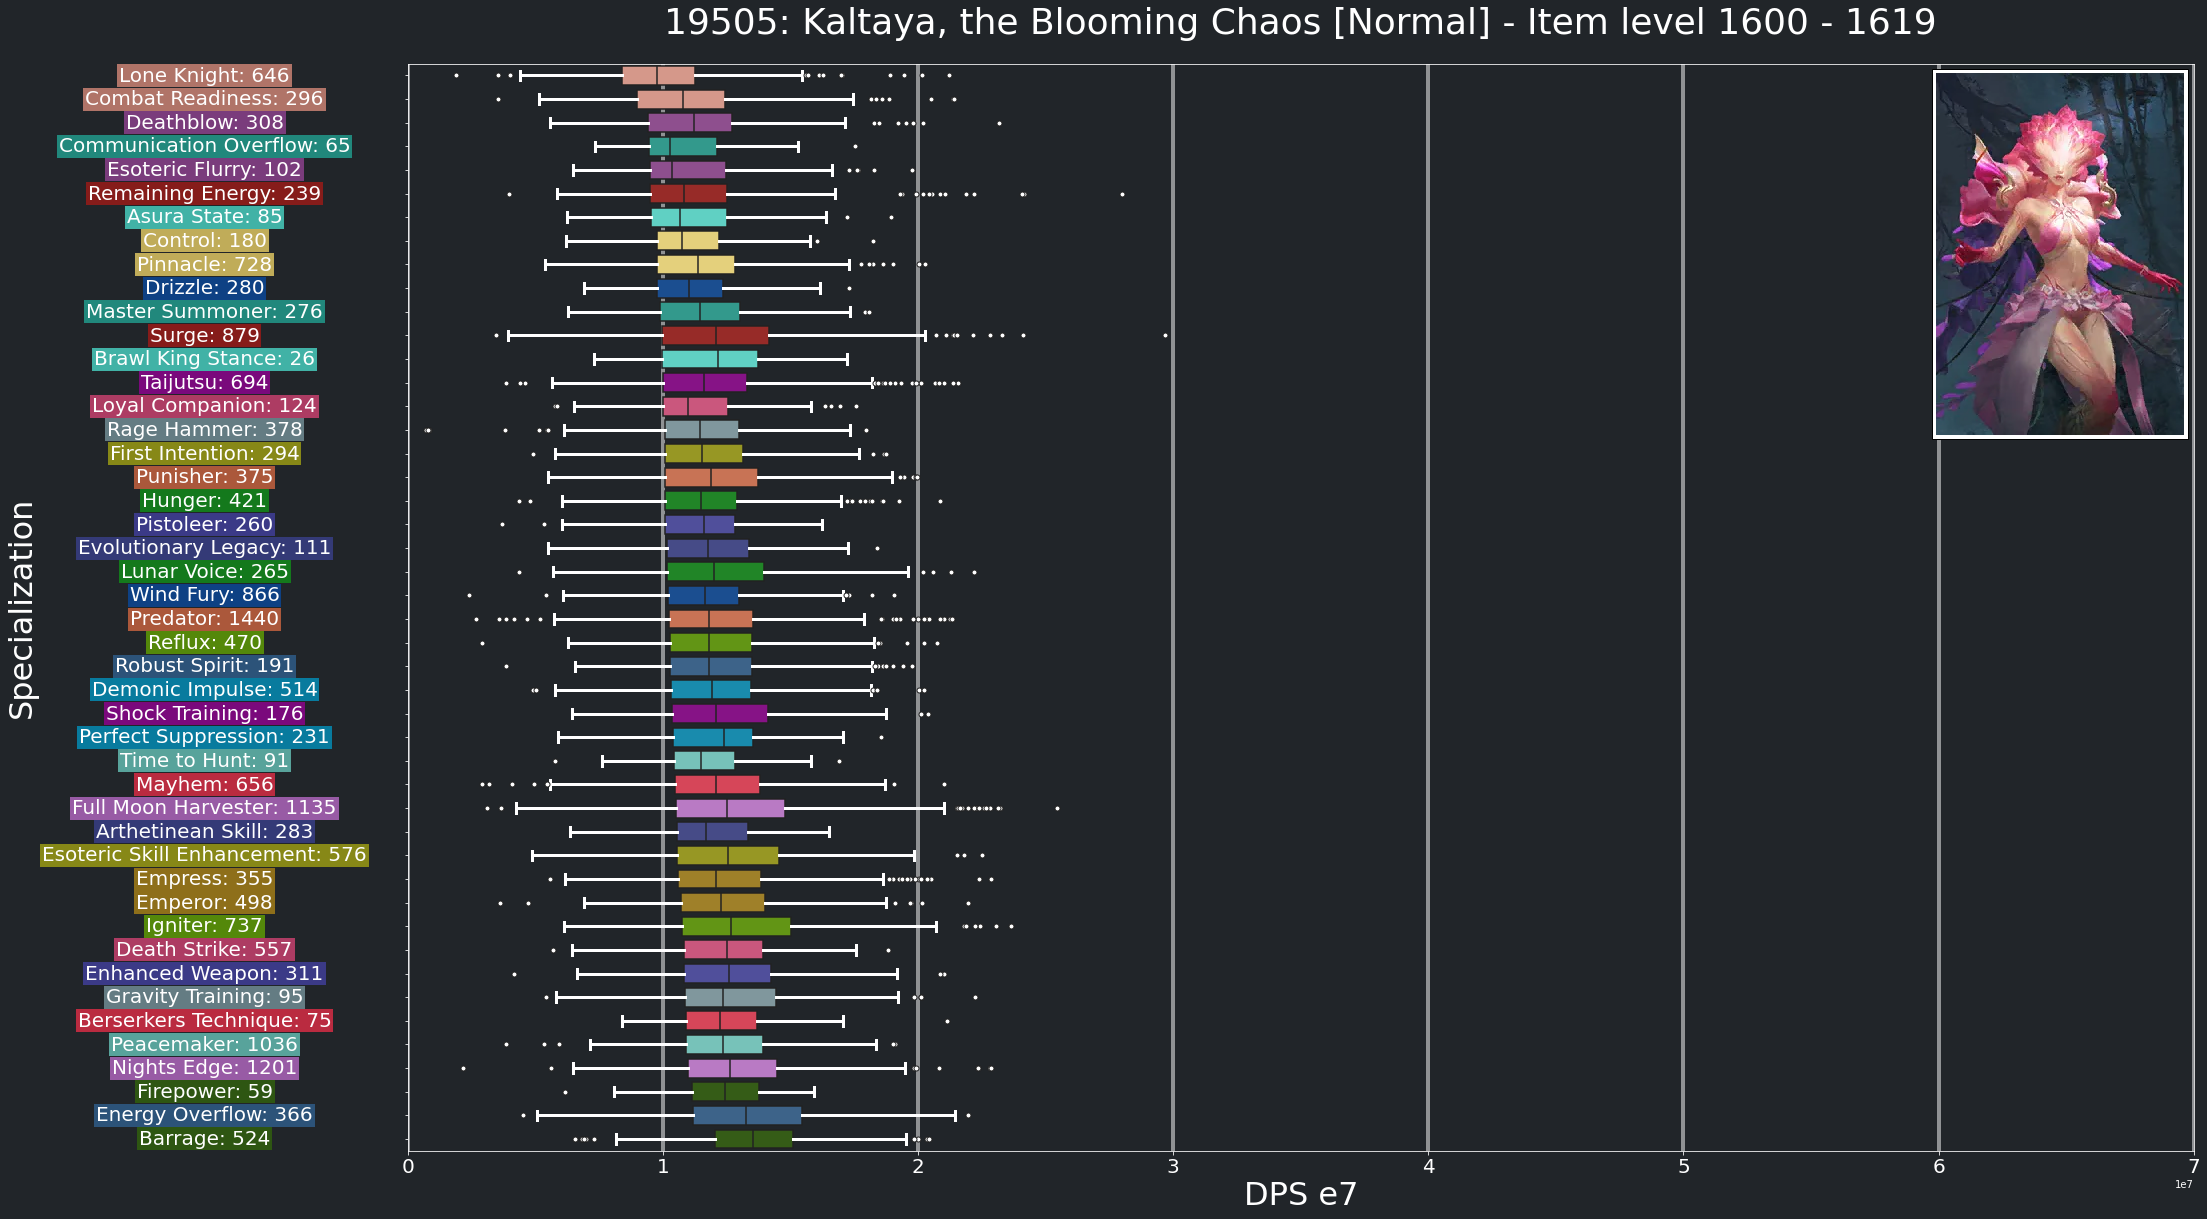 19505: Kaltaya, the Blooming Chaos [Normal] - Item level 1600 - 1619
Specialization
Lone Knight: 646
Combat Readiness: 296
Deathblow: 308
Communication Overflow: 65
Esoteric Flurry: 102
Remaining Energy: 239
Asura State: 85
Control: 180
Pinnacle: 728
Drizzle: 280
Master Summoner: 276
Surge: 879
Brawl King Stance: 26
Taijutsu: 694
Loyal Companion: 124
Rage Hammer: 378
First Intention: 294
Punisher: 375
Hunger: 421
Pistoleer: 260
Evolutionary Legacy: 111
Lunar Voice: 265
Wind Fury: 866
Predator: 1440
Reflux: 470
Robust Spirit: 191
Demonic Impulse: 514
Shock Training: 176
Perfect Suppression: 231
Time to Hunt: 91
Mayhem: 656
Full Moon Harvester: 1135
Arthetinean Skill: 283
Esoteric Skill Enhancement: 576
Empress: 355
Emperor: 498
Igniter: 737
Death Strike: 557
Enhanced Weapon: 311
Gravity Training: 95
Berserkers Technique: 75
Peacemaker: 1036
Nights Edge: 1201
Firepower: 59
Energy Overflow: 366
Barrage: 524
0 1 2 3 4 5 6 7
1e7
DPS e7